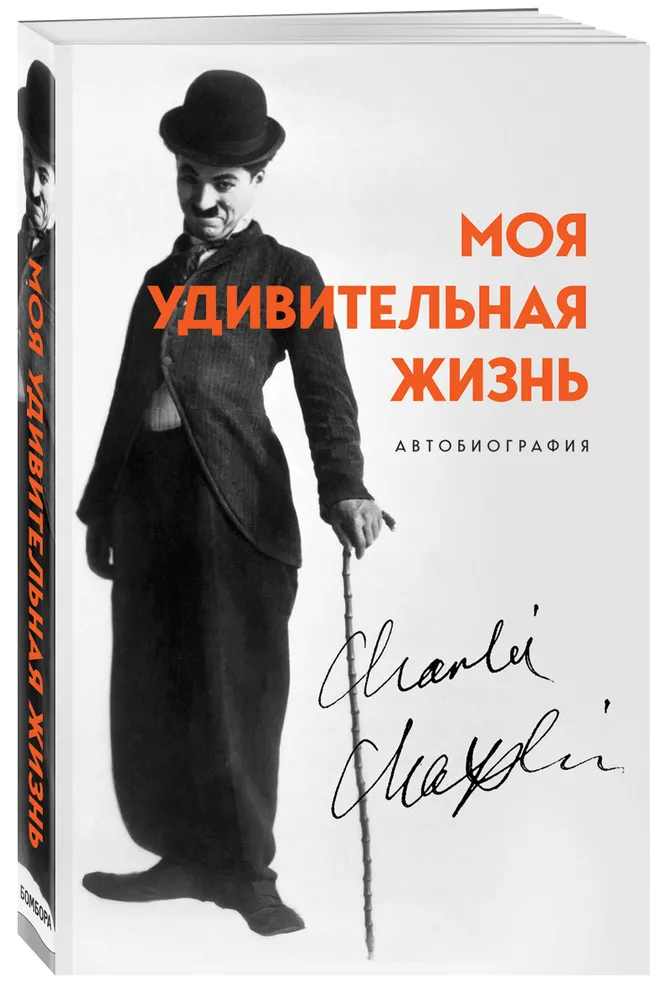 МОЯ
УДИВИТЕЛЬНАЯ
ЖИЗНЬ
АВТОБИОГРАФИЯ
Charlie
Chaplin
МОЯ УДИВИТЕЛЬНАЯ ЖИЗНЬ
БОМБОРА